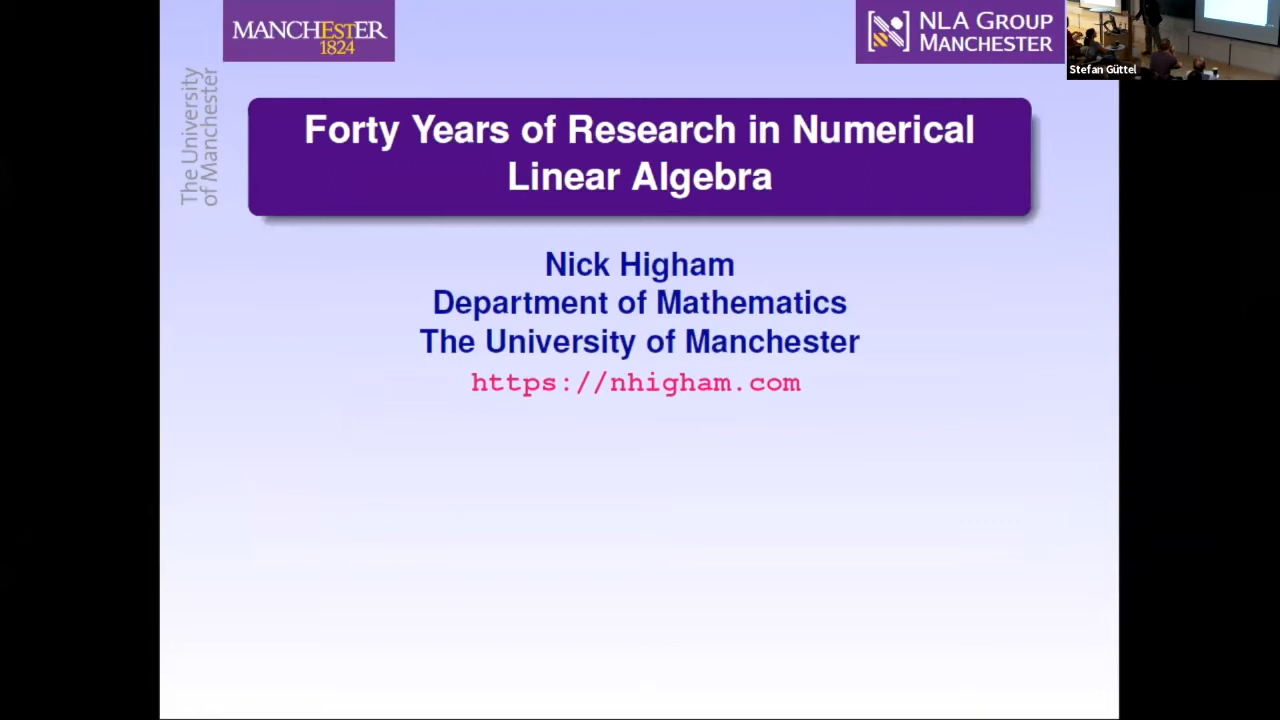 MANCHESTER
1824
The University
of Manchester
NLA GROUP
MANCHESTER
Stefan Güttel
Forty Years of Research in Numerical
Linear Algebra
Nick Higham
Department of Mathematics
The University of Manchester
https://nhigham.com